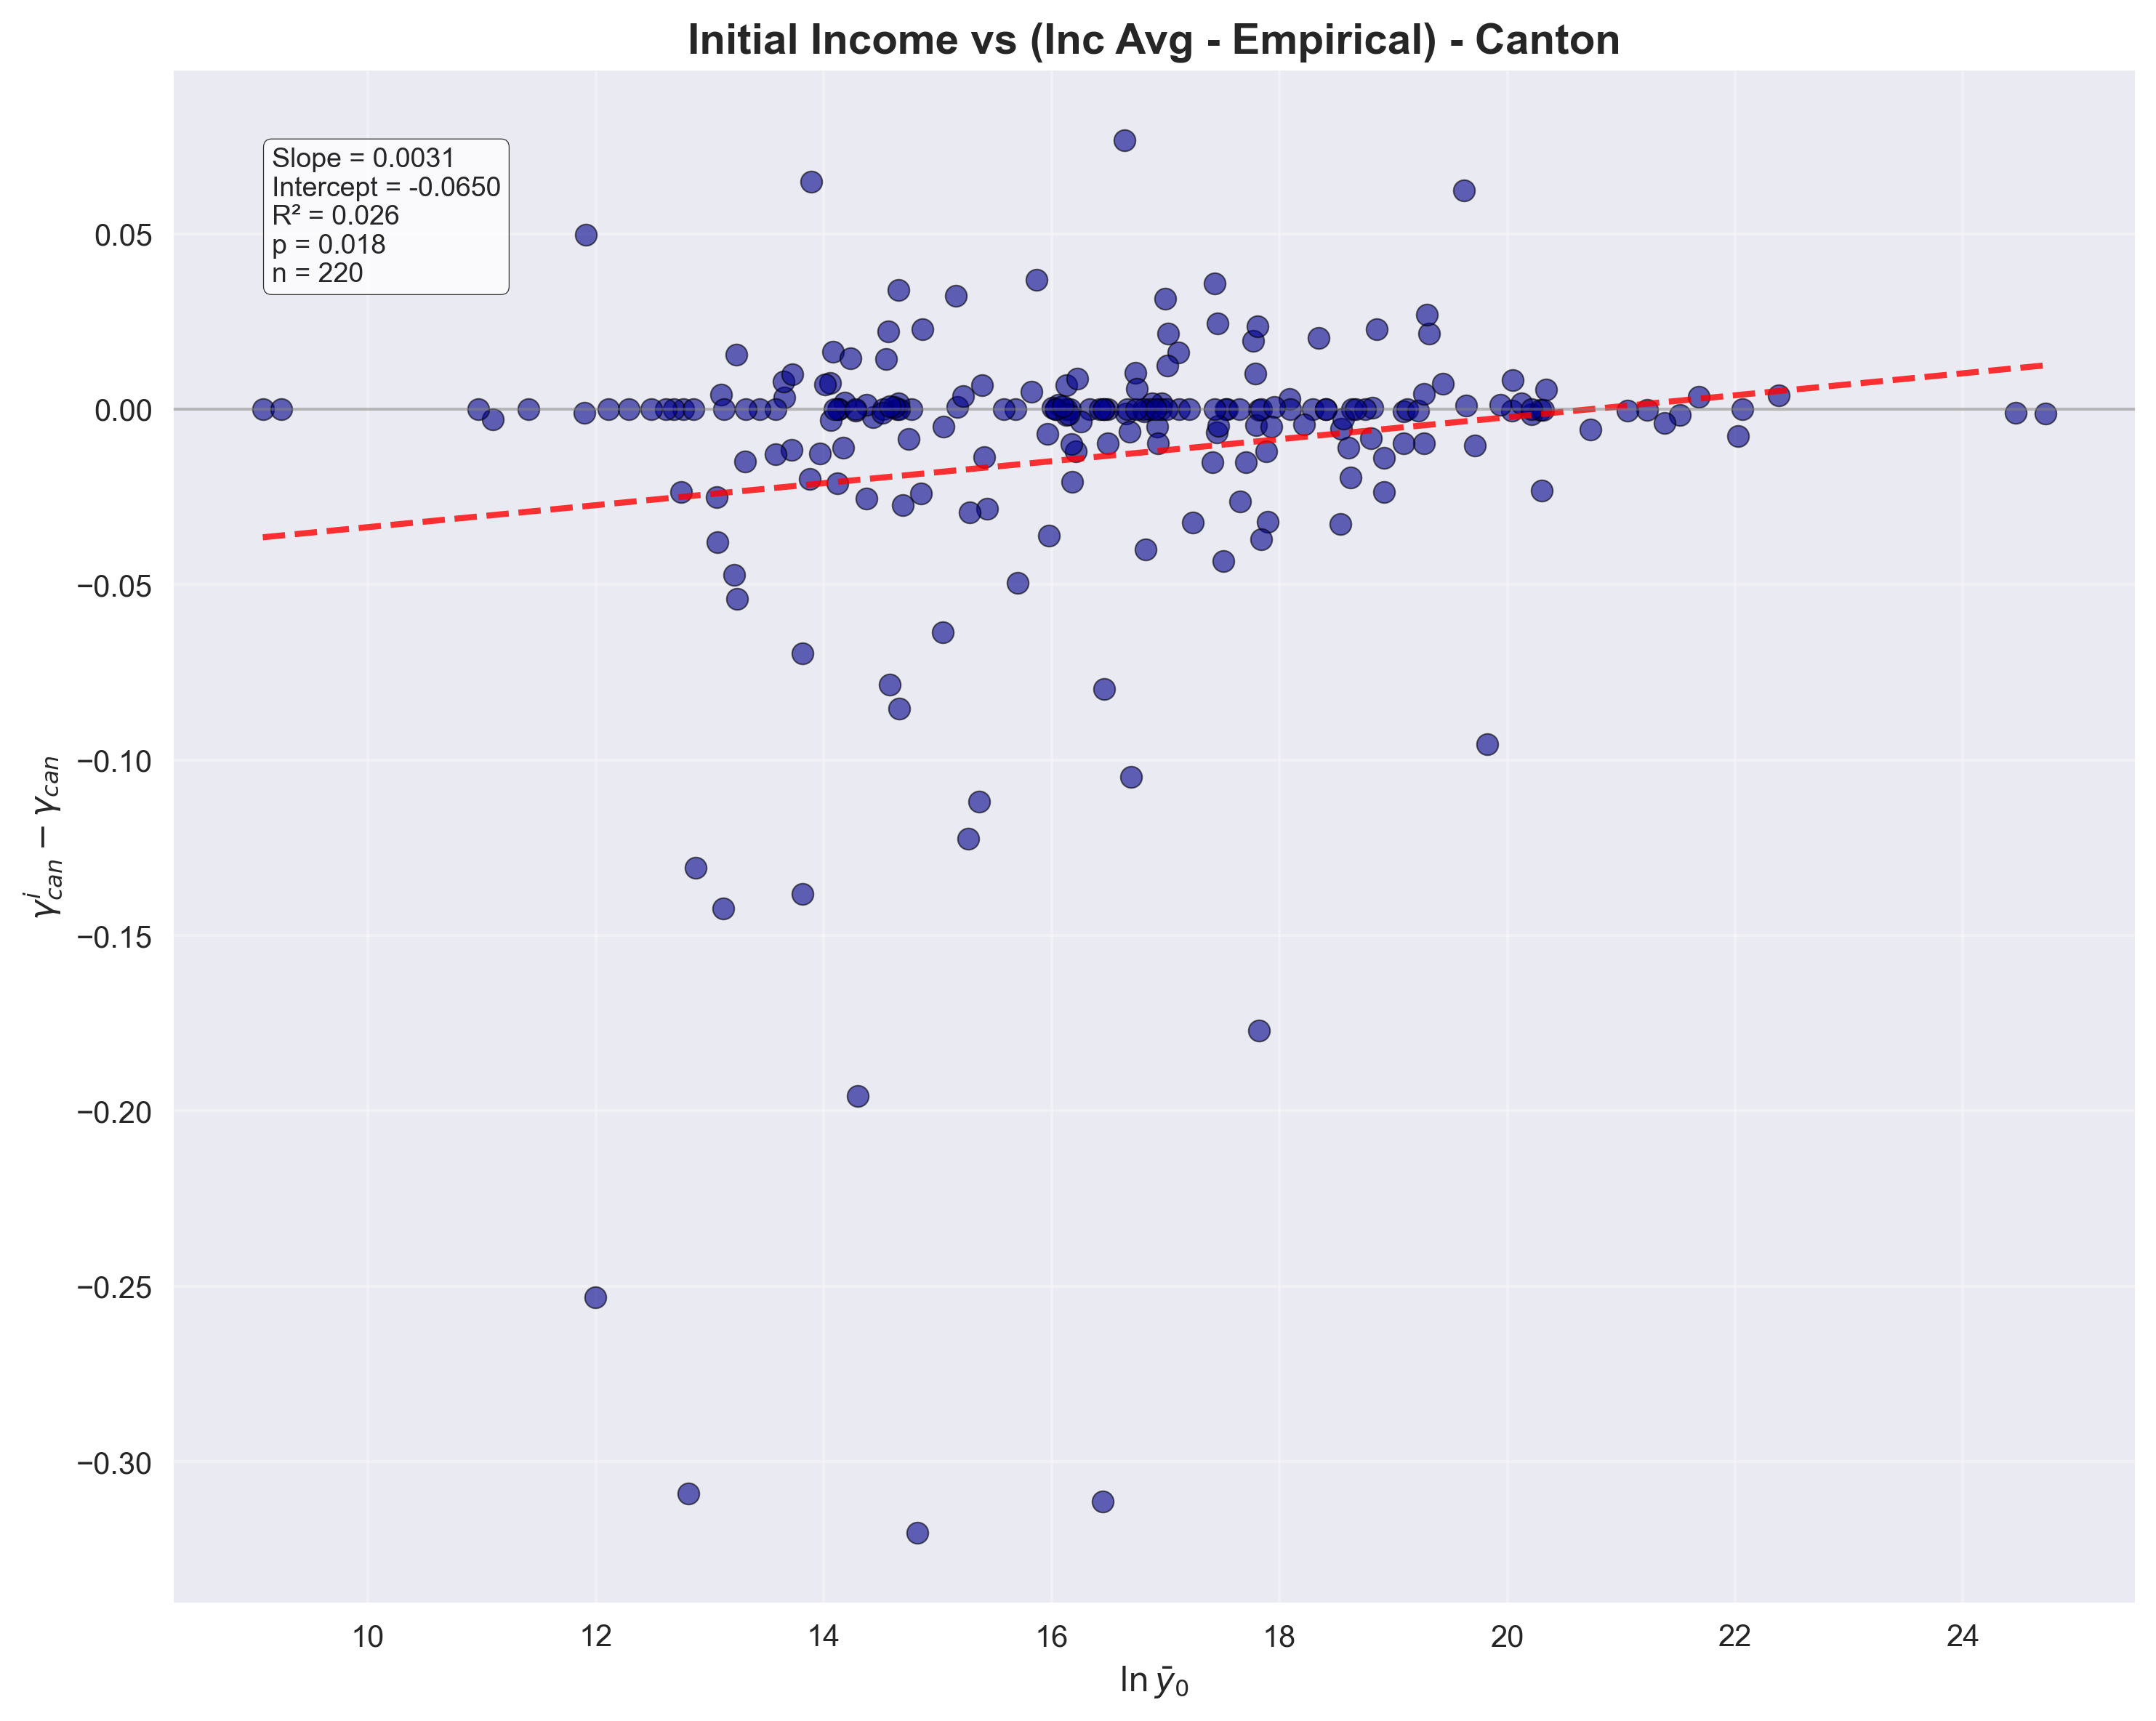 Initial Income vs (Inc Avg - Empirical) - Canton
Slope = 0.0031
Intercept = -0.0650
R² = 0.026
p = 0.018
n = 220
0.05
0.00
−0.05
−0.10
−0.15
−0.20
−0.25
−0.30
γⁱ_can − γ_can
10 12 14 16 18 20 22 24
ln ȳ₀